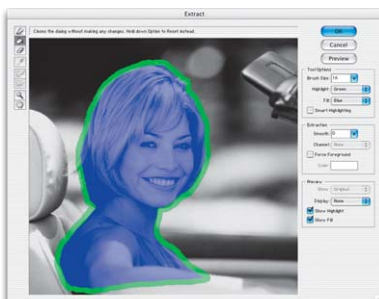 Extract
Closes the dialog without making any changes. Hold down Option to Reset instead.
OK
Cancel
Preview
Tool Options
Brush Size: 16
Highlight: Green
Fill: Blue
Smart Highlighting
Extraction
Smooth: 0
Channel: None
Force Foreground
Color:
Preview
Show: Original
Display: None
Show Highlight
Show Fill